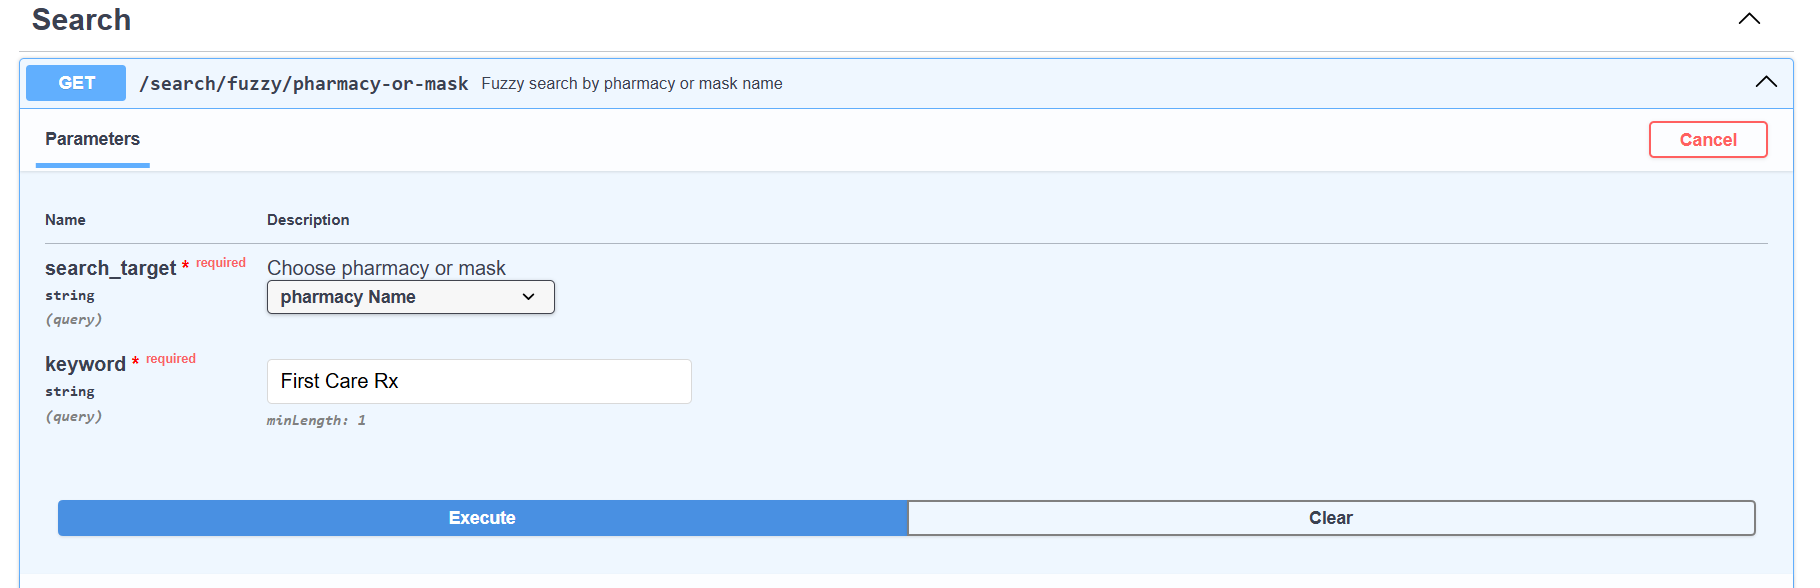 Search
GET /search/fuzzy/pharmacy-or-mask Fuzzy search by pharmacy or mask name
Parameters Cancel
Name Description
search_target * required Choose pharmacy or mask
string pharmacy Name
(query)
keyword * required
string First Care Rx
(query) minLength: 1
Execute Clear